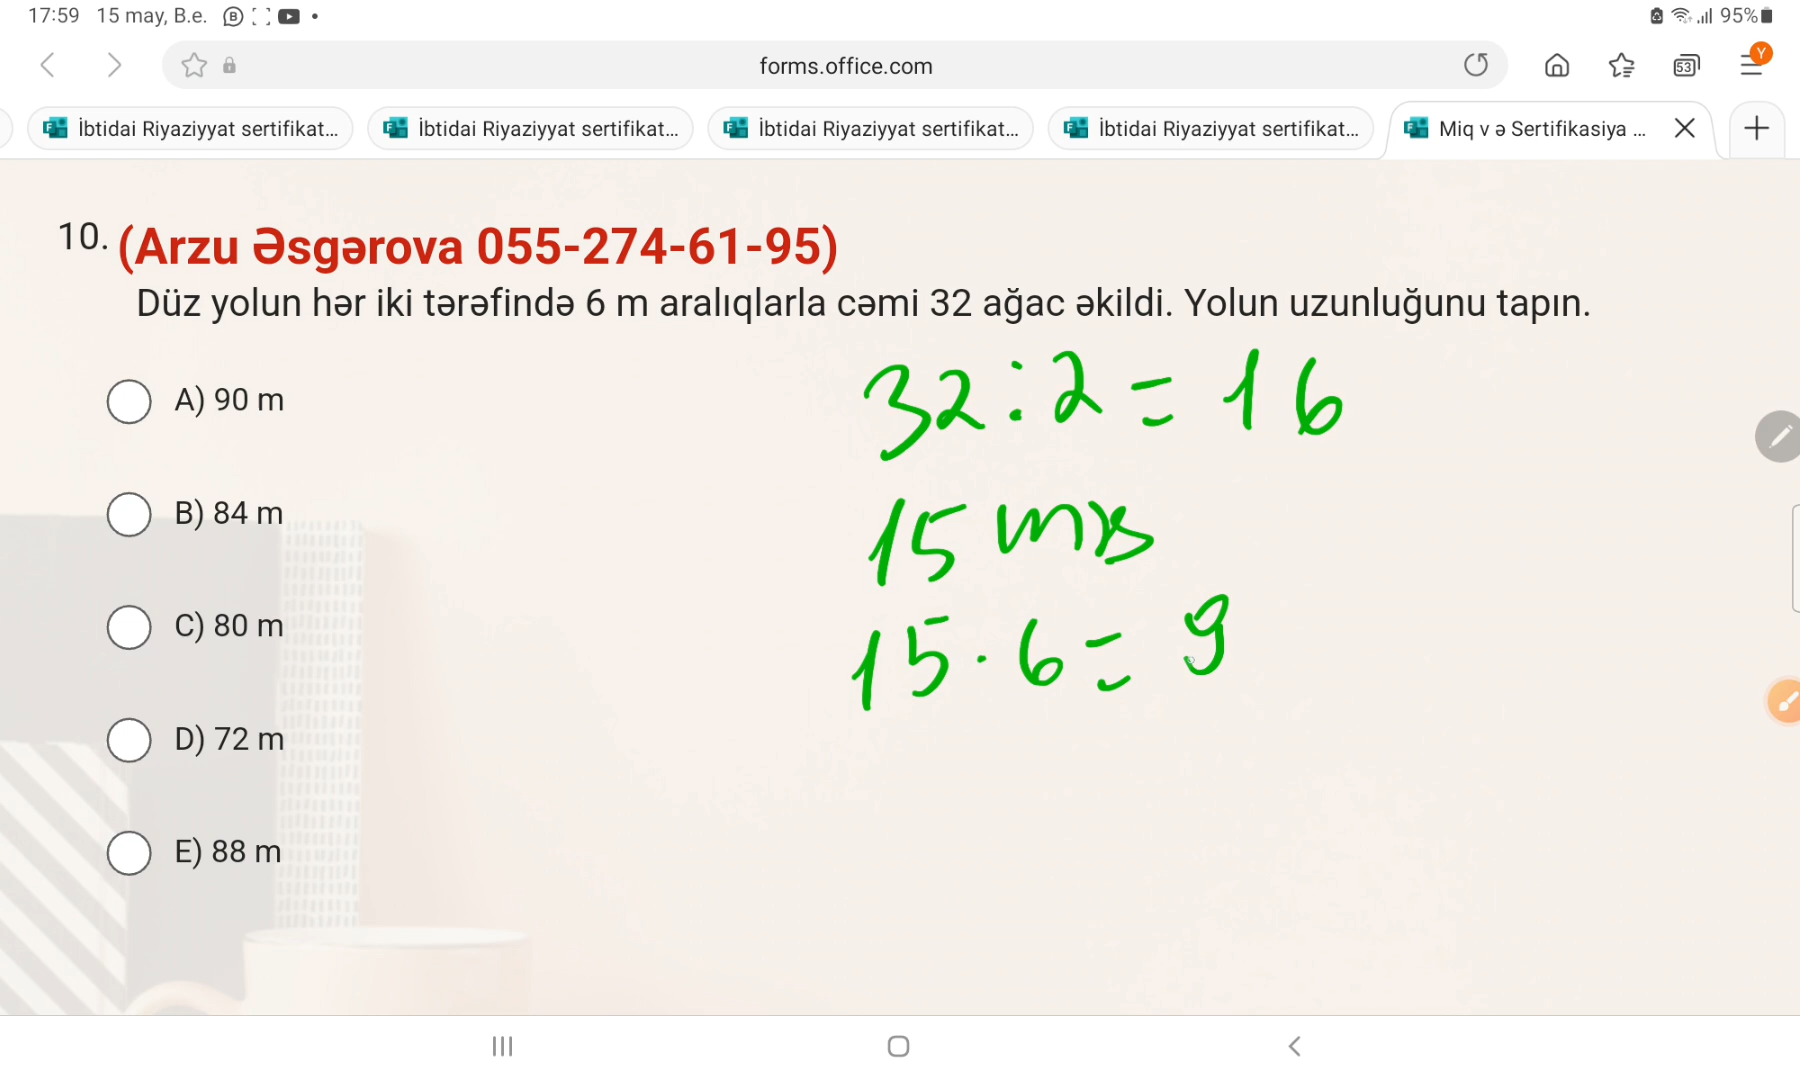 17:59 15 may, B.e. 95%
forms.office.com 53 Y
İbtidai Riyaziyyat sertifikat... İbtidai Riyaziyyat sertifikat... İbtidai Riyaziyyat sertifikat... İbtidai Riyaziyyat sertifikat... Miq v ə Sertifikasiya ...
10. (Arzu Əsgərova 055-274-61-95)
Düz yolun hər iki tərəfində 6 m aralıqlarla cəmi 32 ağac əkildi. Yolun uzunluğunu tapın.
A) 90 m
B) 84 m
C) 80 m
D) 72 m
E) 88 m
32:2=16
15
15·6=9